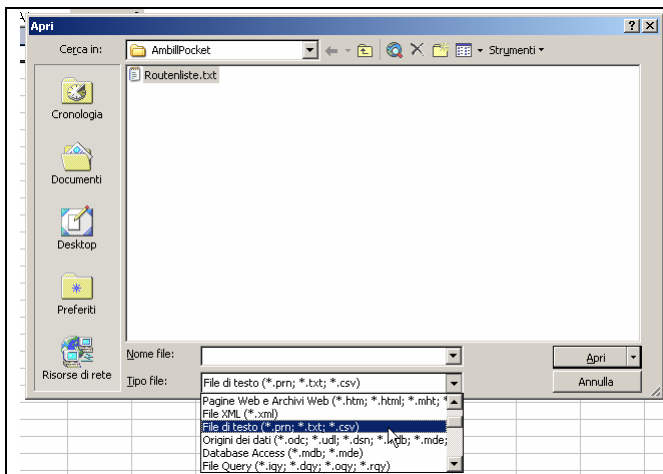 Apri
Cerca in:
AmbillPocket
Strumenti
Routenliste.txt
Cronologia
Documenti
Desktop
Preferiti
Risorse di rete
Nome file:
Apri
Tipo file:
File di testo (*.prn; *.txt; *.csv)
Annulla
Pagine Web e Archivi Web (*.htm; *.html; *.mht; *
File XML (*.xml)
File di testo (*.prn; *.txt; *.csv)
Origini dei dati (*.odc; *.udl; *.dsn; *.mdb; *.mde;
Database Access (*.mdb; *.mde)
File Query (*.iqy; *.dqy; *.oqy; *.rqy)